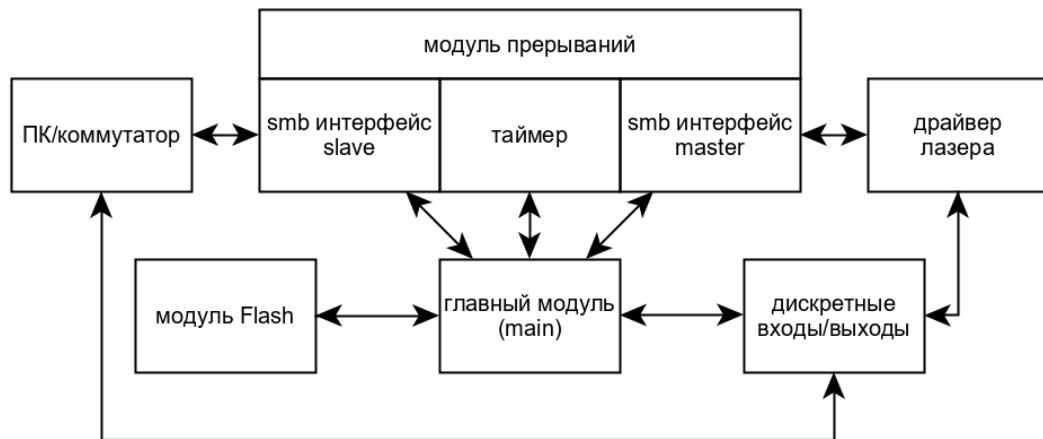 модуль прерываний
ПК/коммутатор
smb интерфейс
slave
таймер
smb интерфейс
master
драйвер
лазера
модуль Flash
главный модуль
(main)
дискретные
входы/выходы